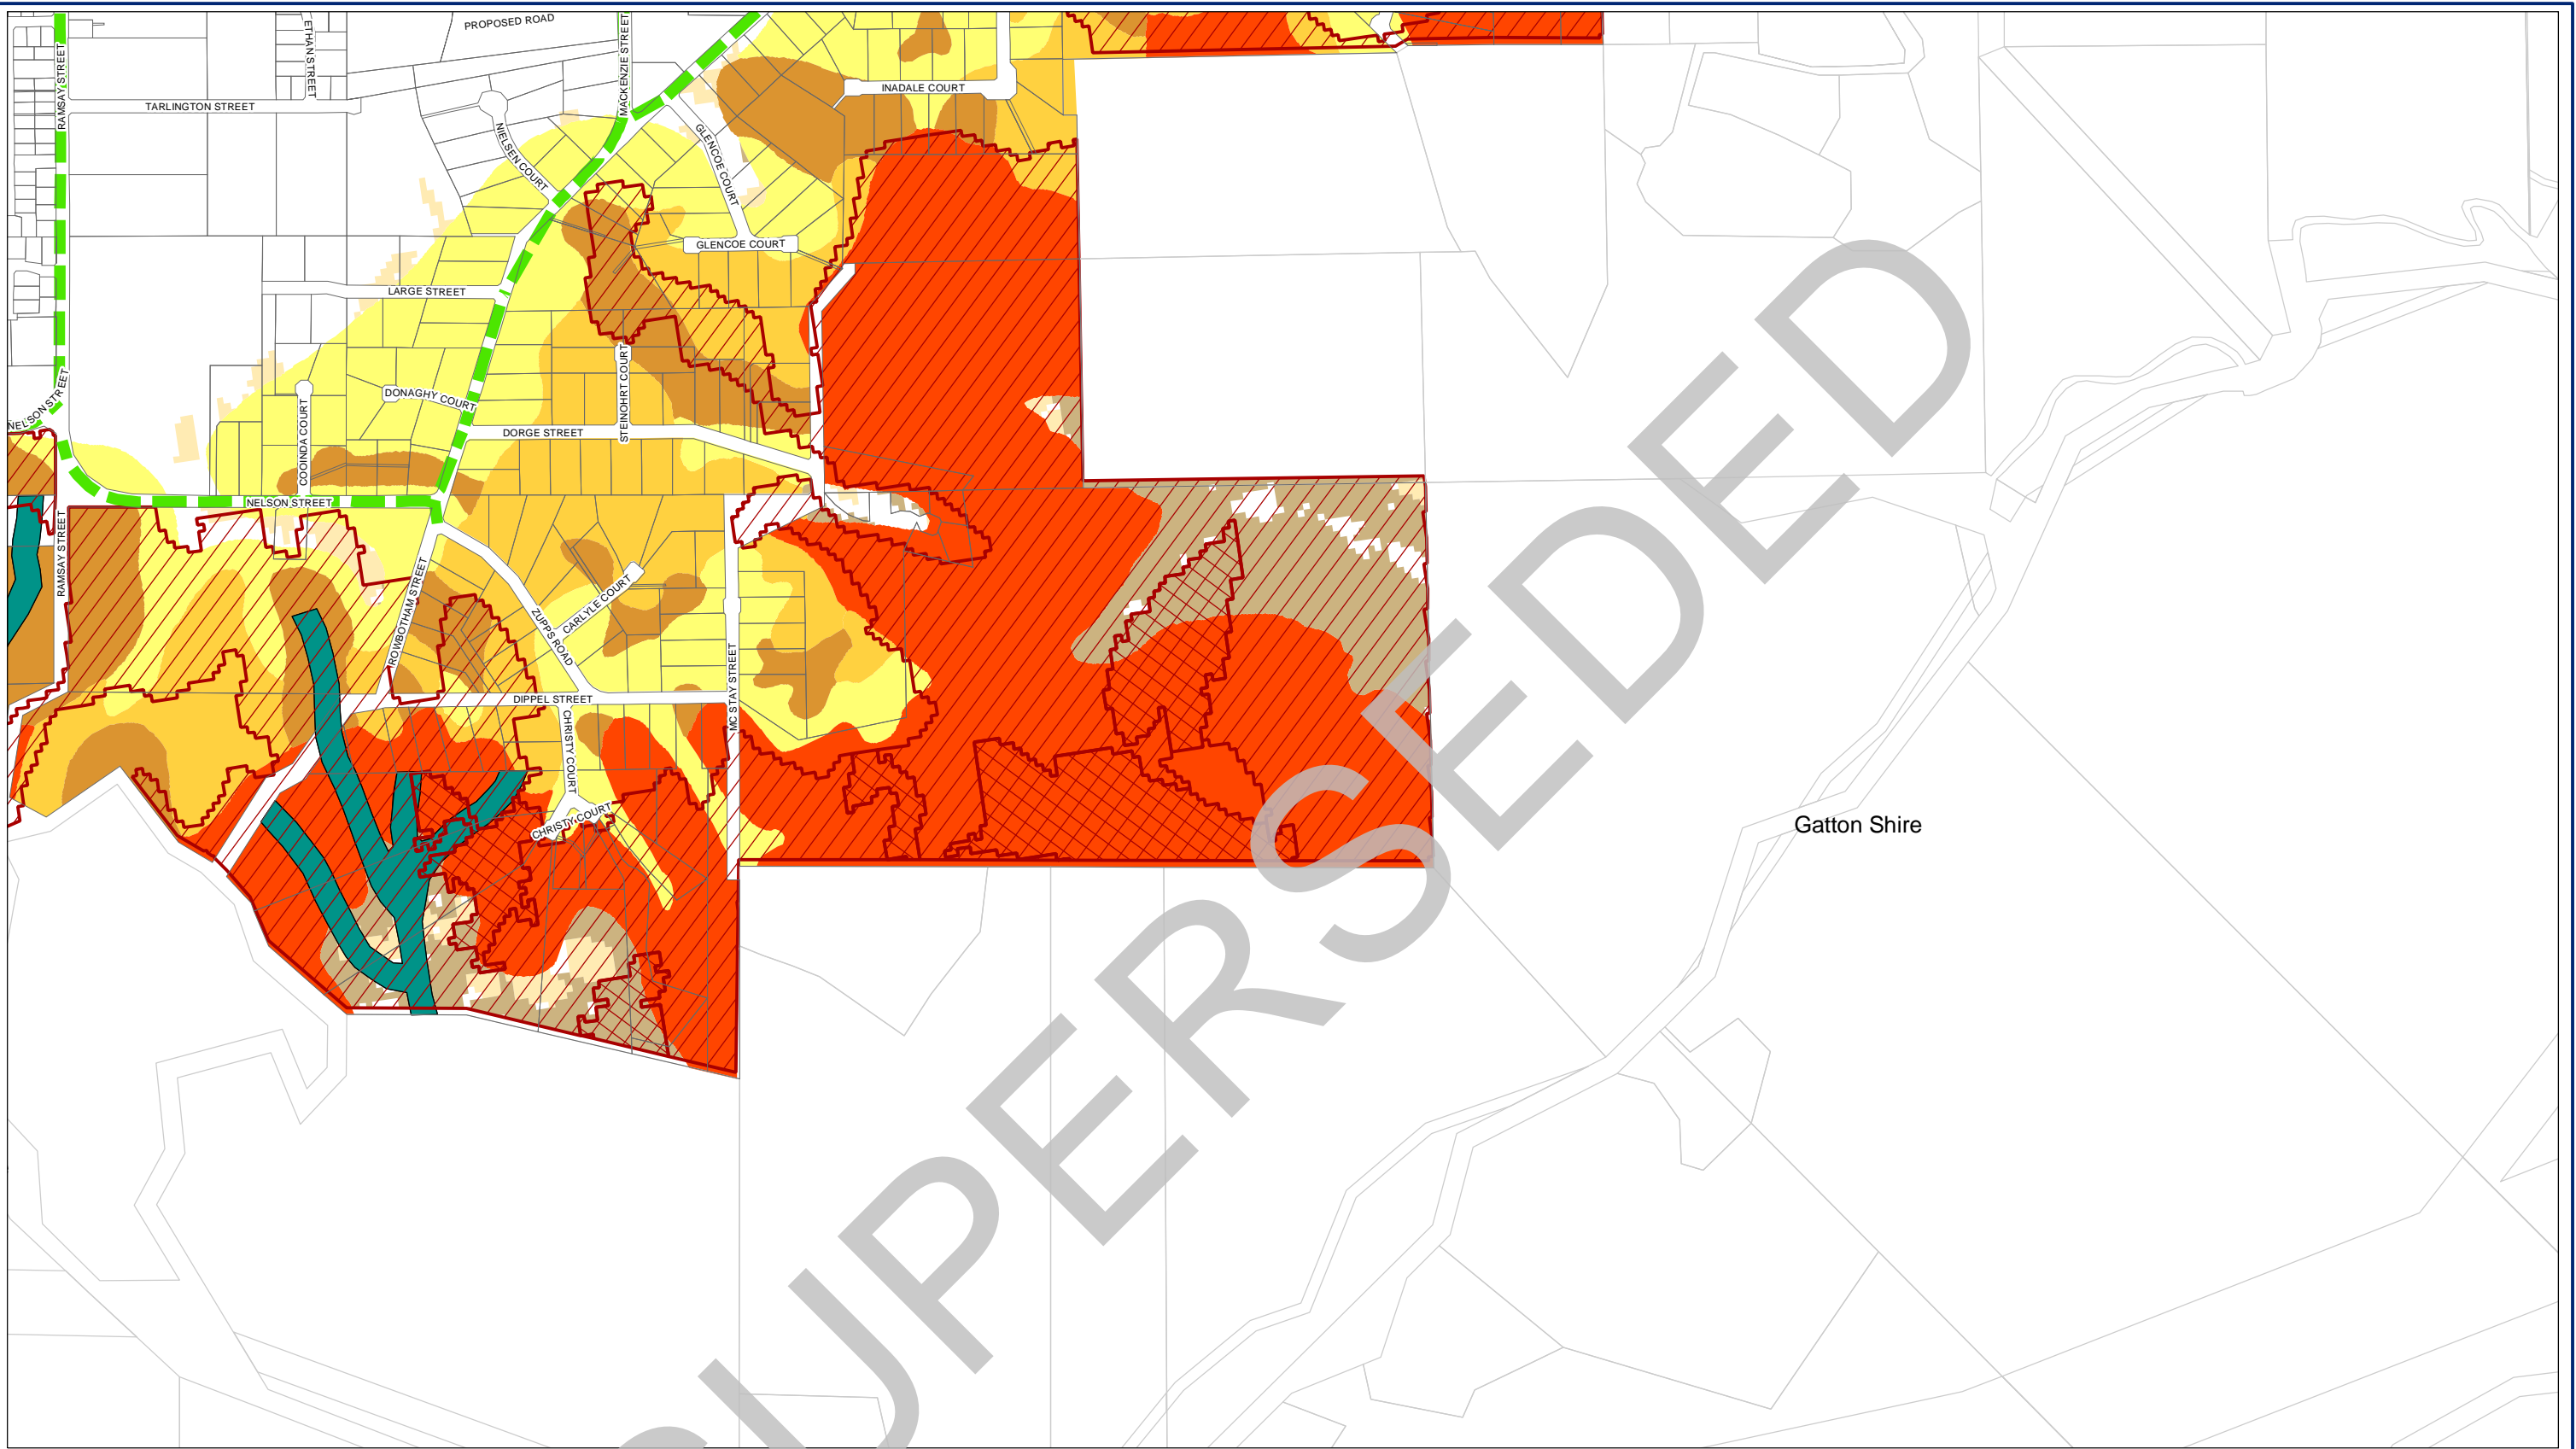 PROPOSED ROAD
RAMSAY STREET
ETHAN STREET
MACKENZIE STREET
TARLINGTON STREET
INADALE COURT
NIELSEN COURT
GLENCOE COURT
GLENCOE COURT
LARGE STREET
STEINOHRT COURT
NELSON STREET
DONAGHY COURT
COOINDA COURT
DORGE STREET
NELSON STREET
RAMSAY STREET
ROWBOTHAM STREET
ZUPPS ROAD
CARLYLE COURT
MC STAY STREET
DIPPEL STREET
CHRISTY COURT
CHRISTY COURT
Gatton Shire
SUPERSEDED